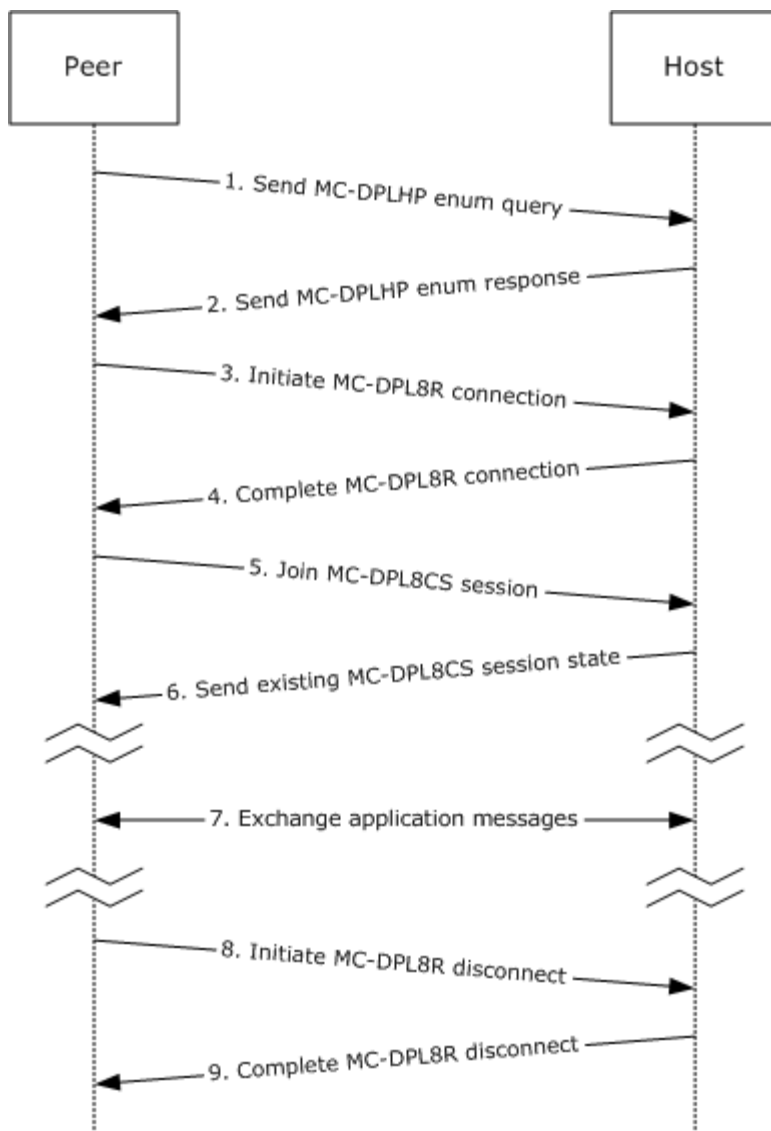 Peer
Host
1. Send MC-DPLHP enum query
2. Send MC-DPLHP enum response
3. Initiate MC-DPL8R connection
4. Complete MC-DPL8R connection
5. Join MC-DPL8CS session
6. Send existing MC-DPL8CS session state
7. Exchange application messages
8. Initiate MC-DPL8R disconnect
9. Complete MC-DPL8R disconnect